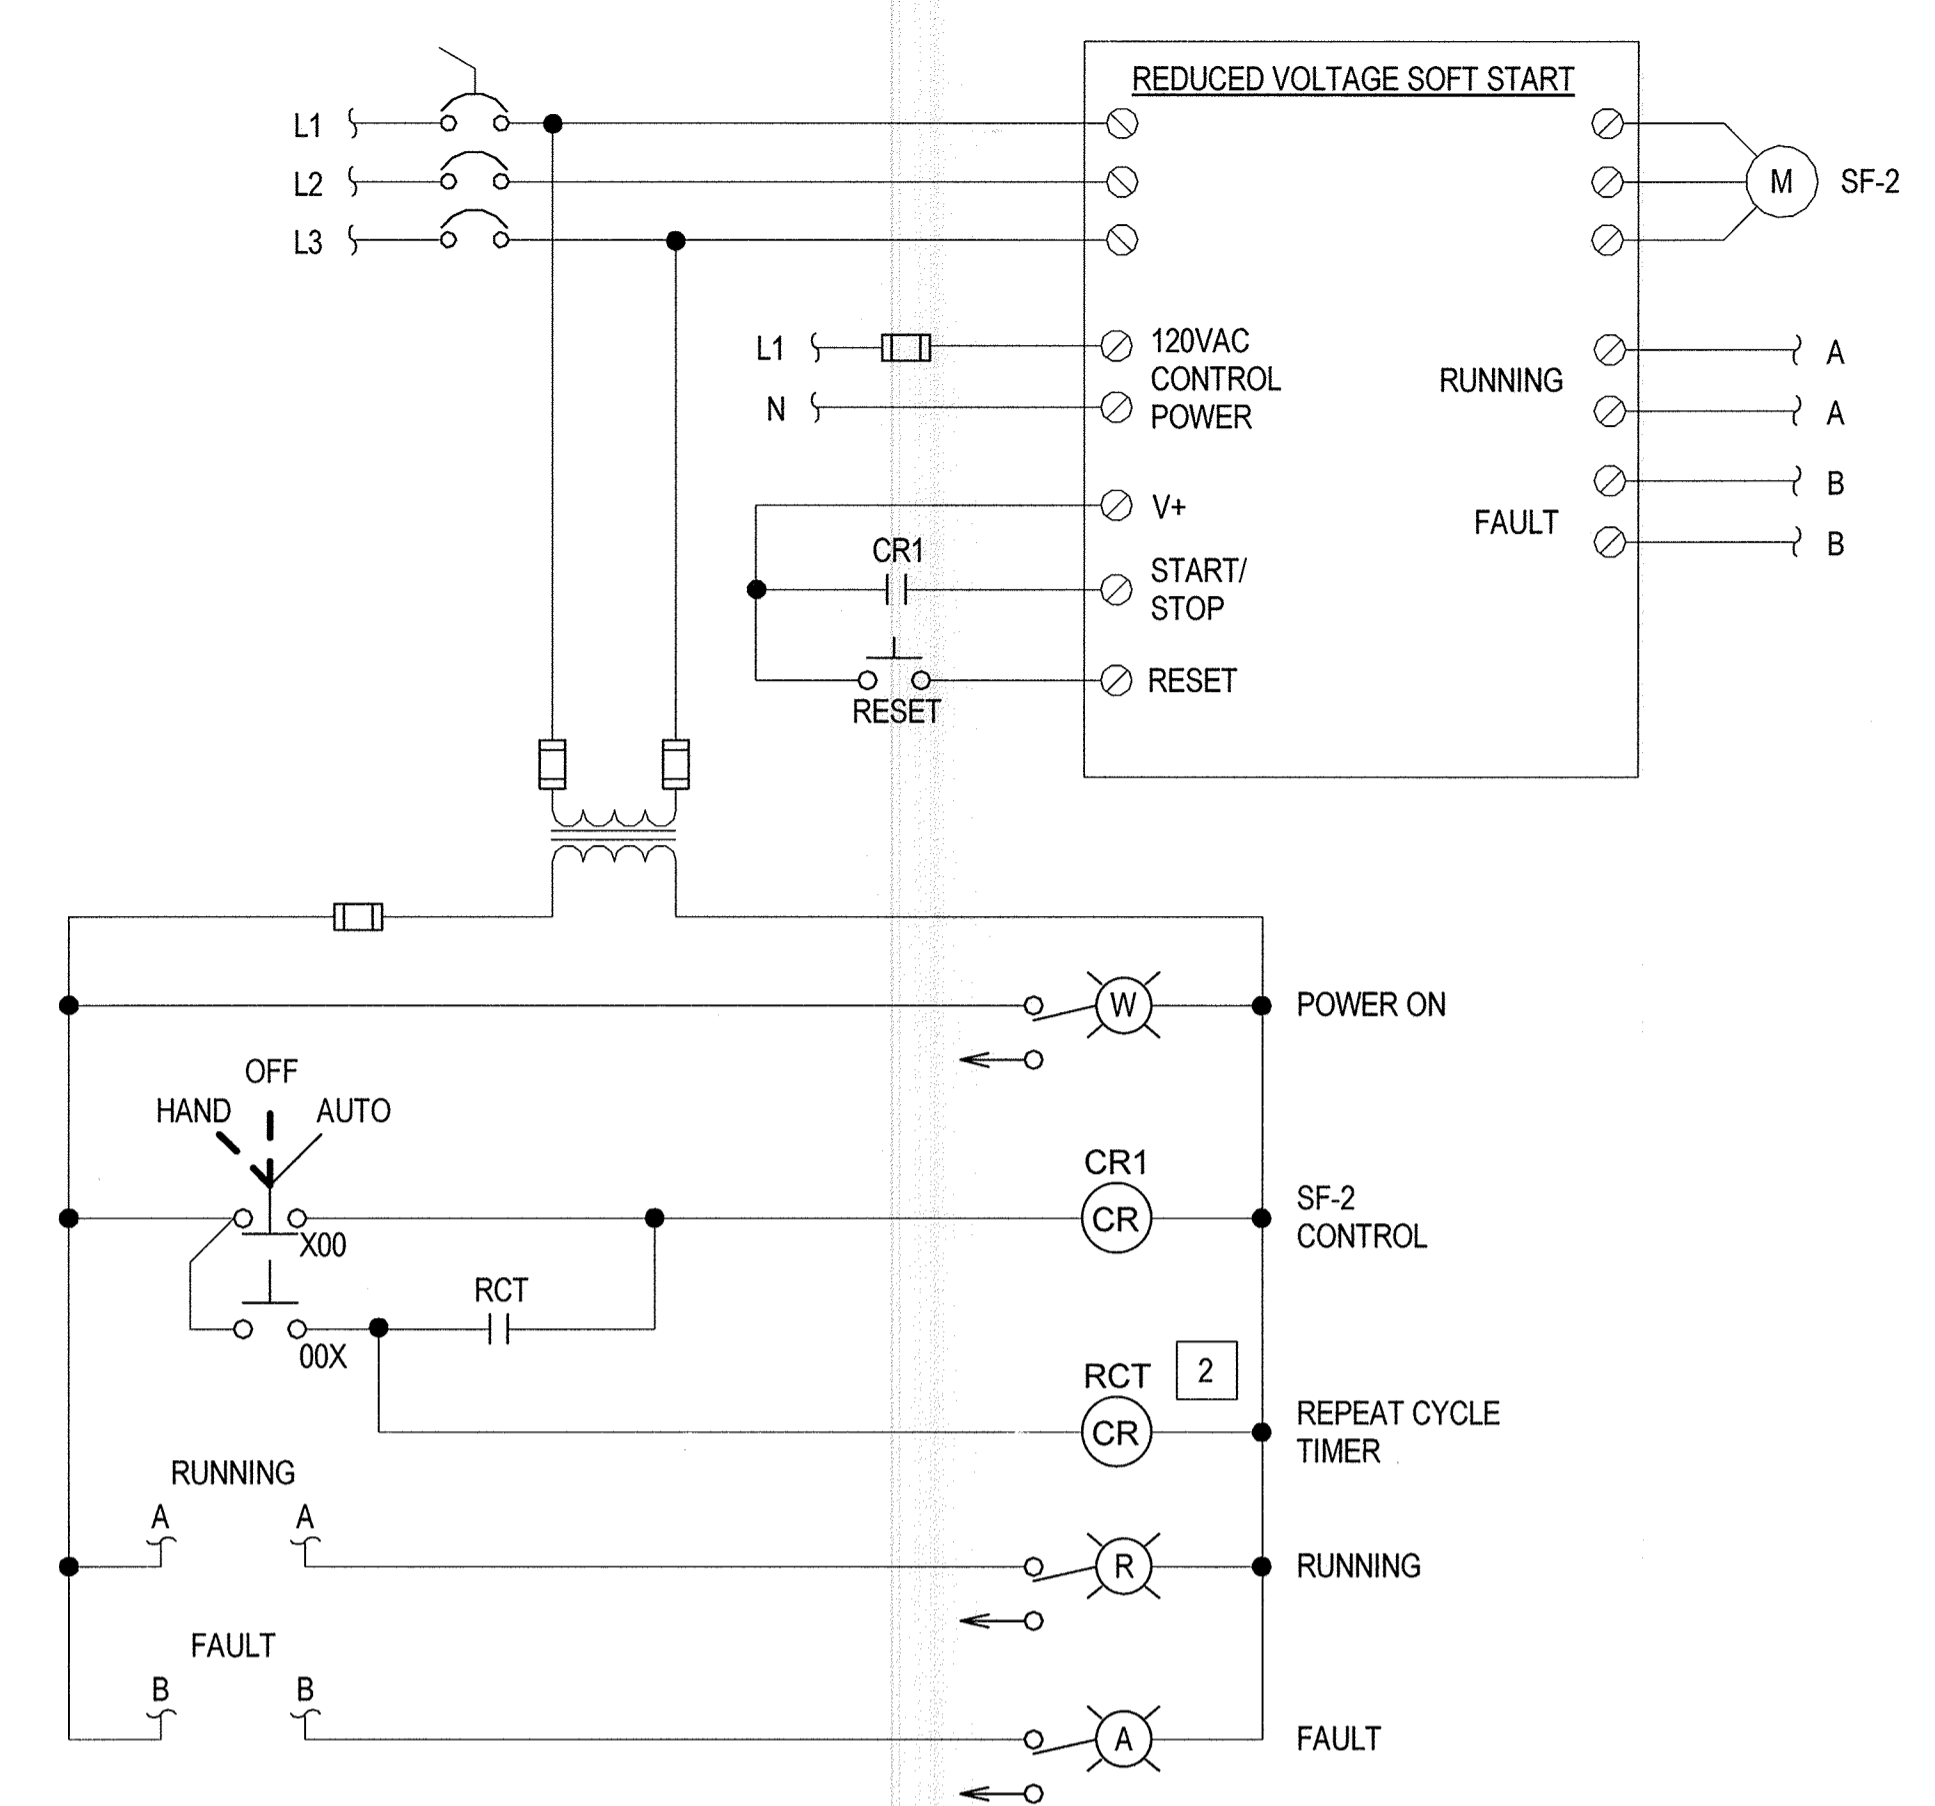 REDUCED VOLTAGE SOFT START
L1
L2
L3
M
SF-2
L1
N
120VAC
CONTROL
POWER
RUNNING
A
A
V+
FAULT
B
B
CR1
START/
STOP
RESET
RESET
W
POWER ON
OFF
HAND
AUTO
X00
CR1
CR
SF-2
CONTROL
RCT
00X
RCT
2
CR
REPEAT CYCLE
TIMER
RUNNING
A
A
R
RUNNING
FAULT
B
B
A
FAULT